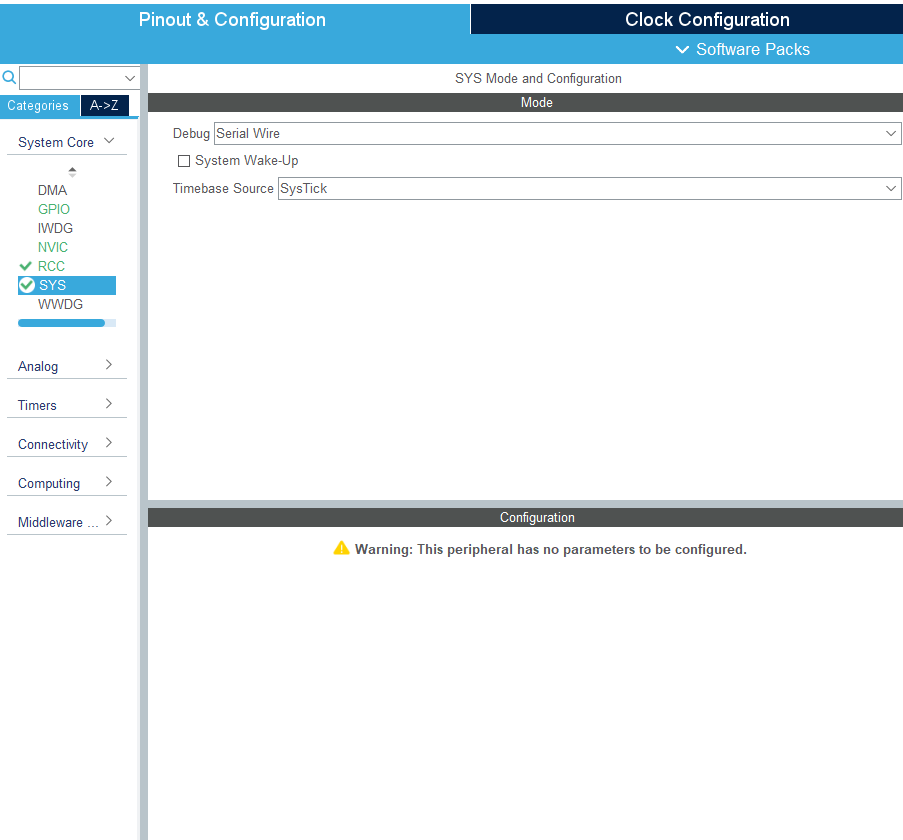 Pinout & Configuration
Clock Configuration
Software Packs
Categories
A->Z
System Core
DMA
GPIO
IWDG
NVIC
RCC
SYS
WWDG
Analog
Timers
Connectivity
Computing
Middleware ...
SYS Mode and Configuration
Mode
Debug Serial Wire
System Wake-Up
Timebase Source SysTick
Configuration
Warning: This peripheral has no parameters to be configured.